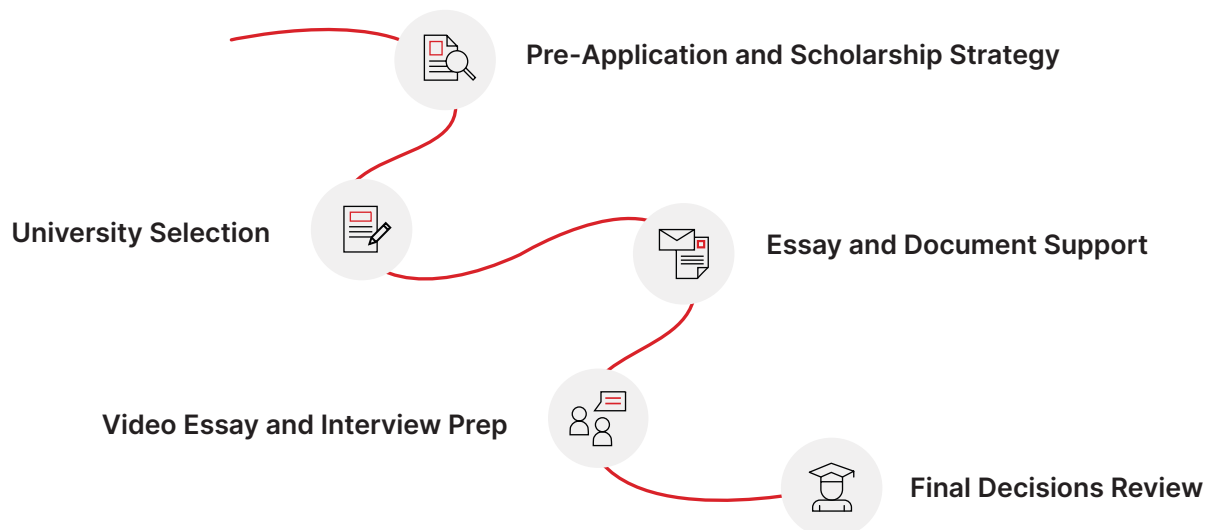 Pre-Application and Scholarship Strategy
University Selection
Essay and Document Support
Video Essay and Interview Prep
Final Decisions Review